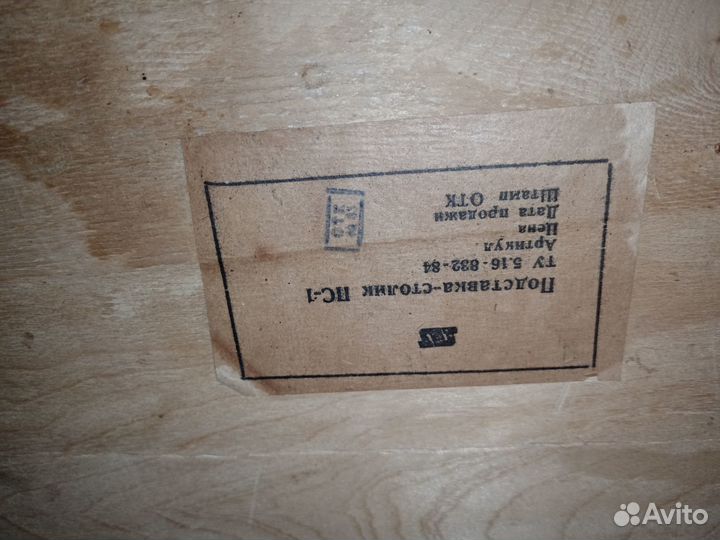 Подставка-столик ПС-1
ТУ 5.16-832-84
Артикул
Цена
Дата продажи
Штамп ОТК
Avito